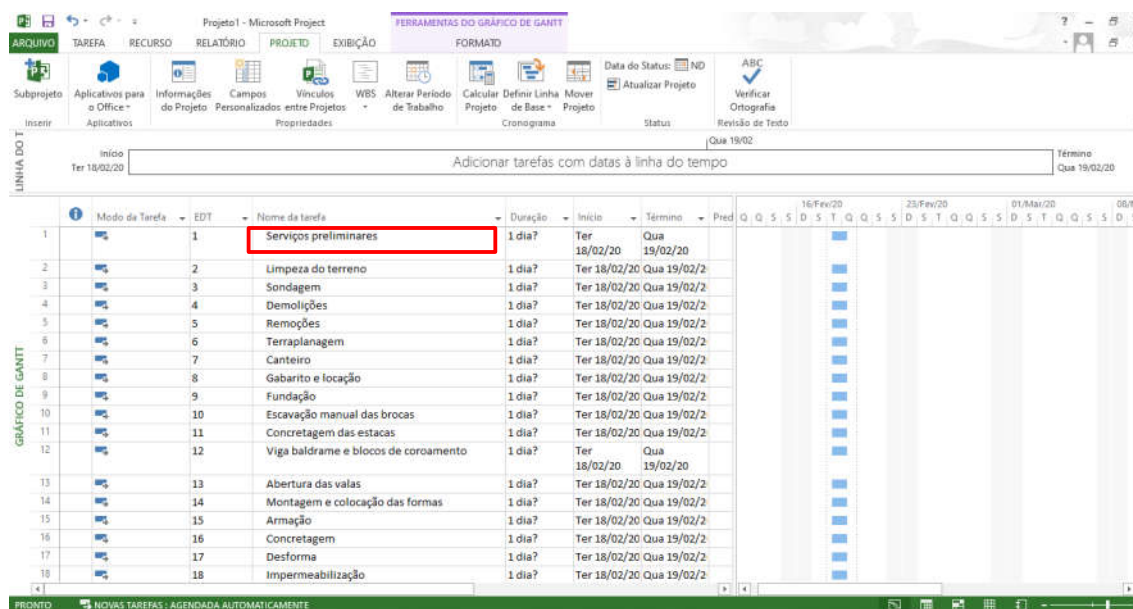 Projeto1 - Microsoft Project
FERRAMENTAS DO GRÁFICO DE GANTT
?
ARQUIVO TAREFA RECURSO RELATÓRIO PROJETO EXIBIÇÃO FORMATO
Subprojeto
Aplicativos para o Office
Informações do Projeto
Campos Personalizados
Vínculos entre Projetos
WBS
Alterar Período de Trabalho
Calcular Projeto
Definir Linha de Base
Mover Projeto
Data do Status: ND
Atualizar Projeto
ABC
Verificar Ortografia
Inserir Aplicativos Propriedades Cronograma Status Revisão de Texto
LINHA DO T
Qua 19/02
Início
Ter 18/02/20
Adicionar tarefas com datas à linha do tempo
Término
Qua 19/02/20
16/Fev/20 23/Fev/20 01/Mar/20
Modo da Tarefa EDT Nome da tarefa Duração Início Término Pred Q Q S S D S T Q Q S S D S T Q Q S S D S T Q Q S S D
1 1 Serviços preliminares 1 dia? Ter 18/02/20 Qua 19/02/20
2 2 Limpeza do terreno 1 dia? Ter 18/02/20 Qua 19/02/2
3 3 Sondagem 1 dia? Ter 18/02/20 Qua 19/02/2
4 4 Demolições 1 dia? Ter 18/02/20 Qua 19/02/2
5 5 Remoções 1 dia? Ter 18/02/20 Qua 19/02/2
6 6 Terraplanagem 1 dia? Ter 18/02/20 Qua 19/02/2
7 7 Canteiro 1 dia? Ter 18/02/20 Qua 19/02/2
8 8 Gabarito e locação 1 dia? Ter 18/02/20 Qua 19/02/2
9 9 Fundação 1 dia? Ter 18/02/20 Qua 19/02/2
10 10 Escavação manual das brocas 1 dia? Ter 18/02/20 Qua 19/02/2
11 11 Concretagem das estacas 1 dia? Ter 18/02/20 Qua 19/02/2
12 12 Viga baldrame e blocos de coroamento 1 dia? Ter 18/02/20 Qua 19/02/20
13 13 Abertura das valas 1 dia? Ter 18/02/20 Qua 19/02/2
14 14 Montagem e colocação das formas 1 dia? Ter 18/02/20 Qua 19/02/2
15 15 Armação 1 dia? Ter 18/02/20 Qua 19/02/2
16 16 Concretagem 1 dia? Ter 18/02/20 Qua 19/02/2
17 17 Desforma 1 dia? Ter 18/02/20 Qua 19/02/2
18 18 Impermeabilização 1 dia? Ter 18/02/20 Qua 19/02/2
GRÁFICO DE GANTT
PRONTO NOVAS TAREFAS : AGENDADA AUTOMATICAMENTE